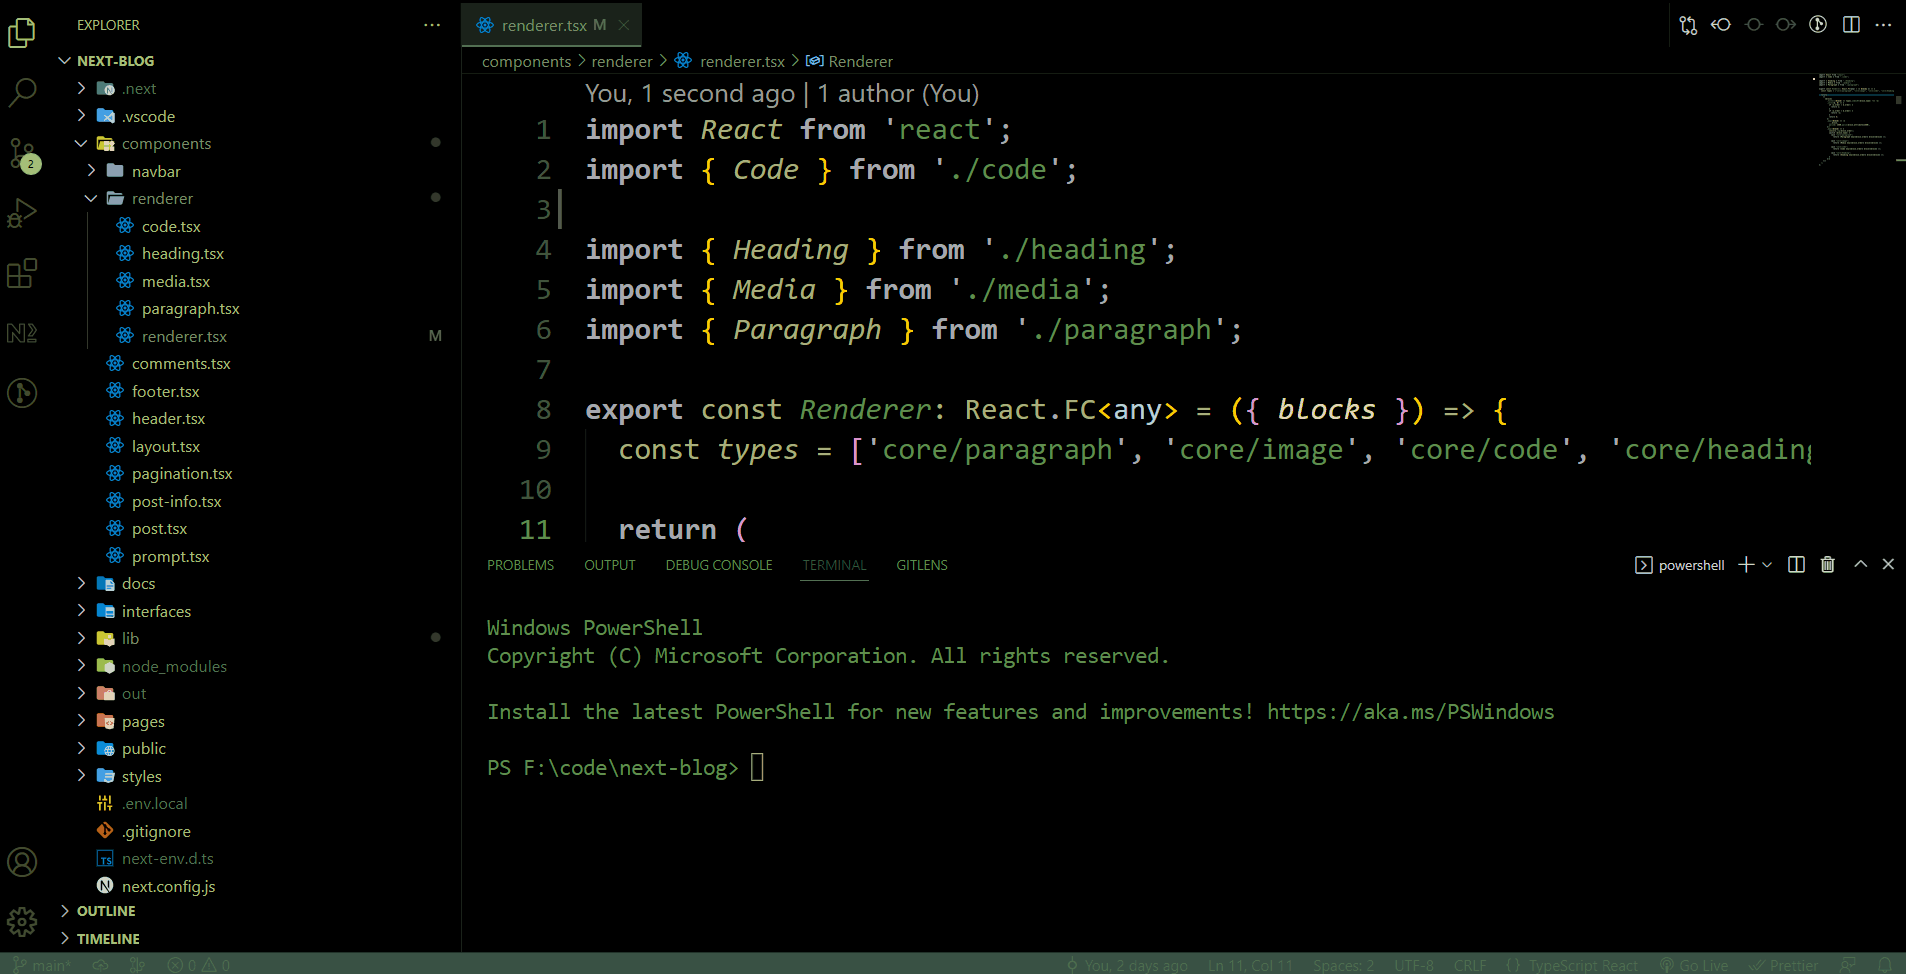 EXPLORER
NEXT-BLOG
.next
.vscode
components
navbar
renderer
code.tsx
heading.tsx
media.tsx
paragraph.tsx
renderer.tsx M
comments.tsx
footer.tsx
header.tsx
layout.tsx
pagination.tsx
post-info.tsx
post.tsx
prompt.tsx
docs
interfaces
lib
node_modules
out
pages
public
styles
.env.local
.gitignore
next-env.d.ts
next.config.js
OUTLINE
TIMELINE
2
renderer.tsx M
components > renderer > renderer.tsx > Renderer
You, 1 second ago | 1 author (You)
1 import React from 'react';
2 import { Code } from './code';
3
4 import { Heading } from './heading';
5 import { Media } from './media';
6 import { Paragraph } from './paragraph';
7
8 export const Renderer: React.FC<any> = ({ blocks }) => {
9 const types = ['core/paragraph', 'core/image', 'core/code', 'core/heading
10
11 return (
PROBLEMS OUTPUT DEBUG CONSOLE TERMINAL GITLENS powershell
Windows PowerShell
Copyright (C) Microsoft Corporation. All rights reserved.
Install the latest PowerShell for new features and improvements! https://aka.ms/PSWindows
PS F:\code\next-blog>
main* 0 0 You, 2 days ago Ln 11, Col 11 Spaces: 2 UTF-8 CRLF {} TypeScript React Go Live Prettier